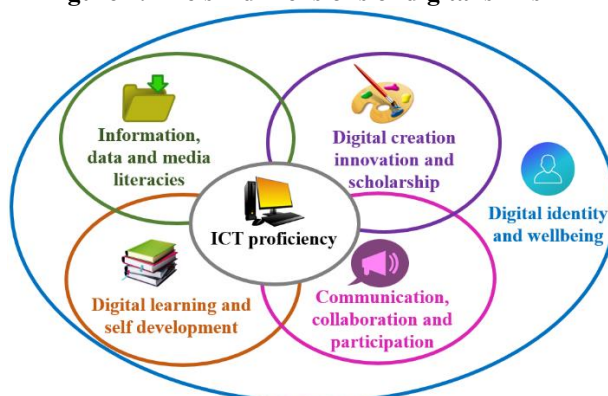 Information,
data and media
literacies
Digital creation
innovation and
scholarship
Digital identity
and wellbeing
ICT proficiency
Digital learning and
self development
Communication,
collaboration and
participation